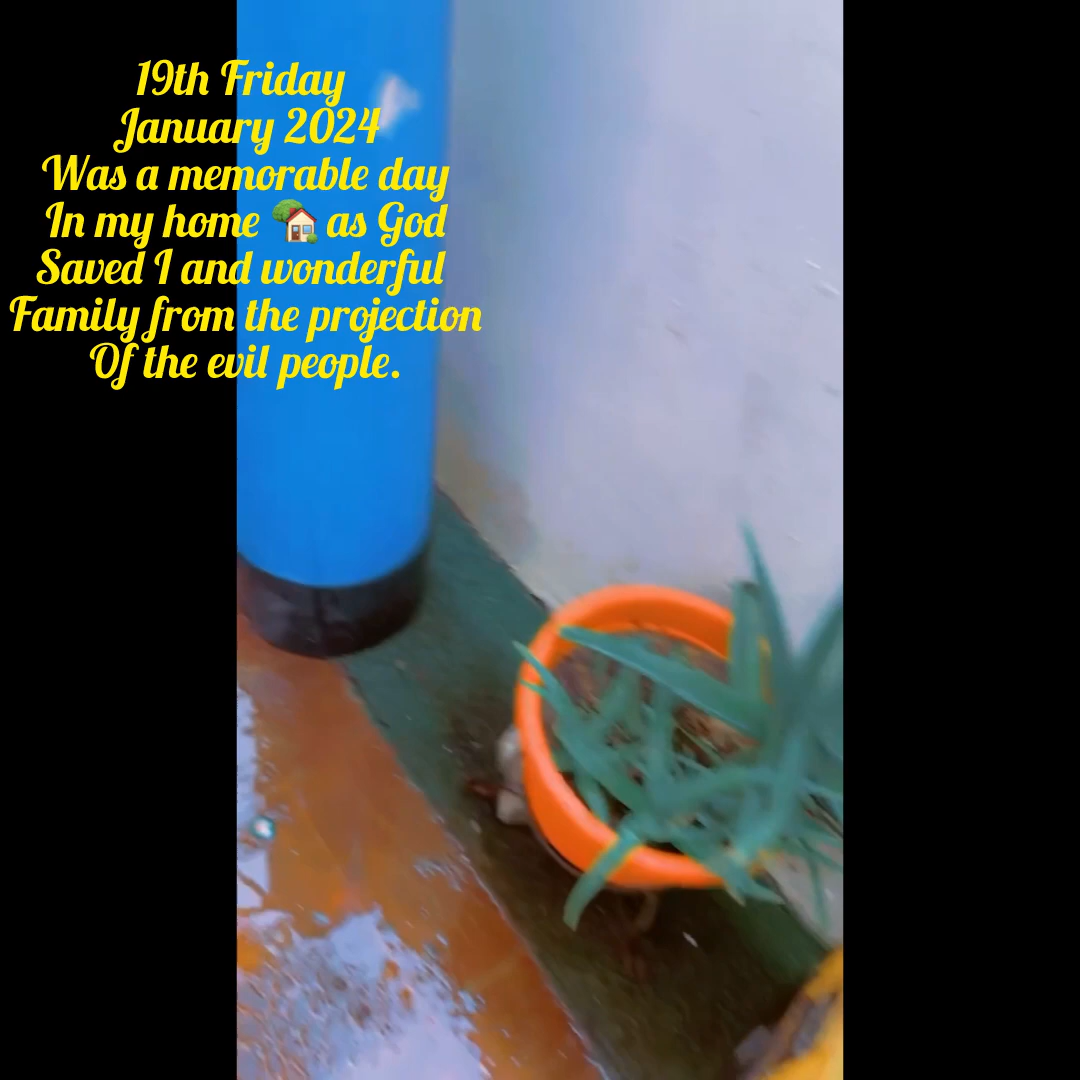 19th Friday
January 2024
Was a memorable day
In my home 🏡 as God
Saved I and wonderful
Family from the projection
Of the evil people.